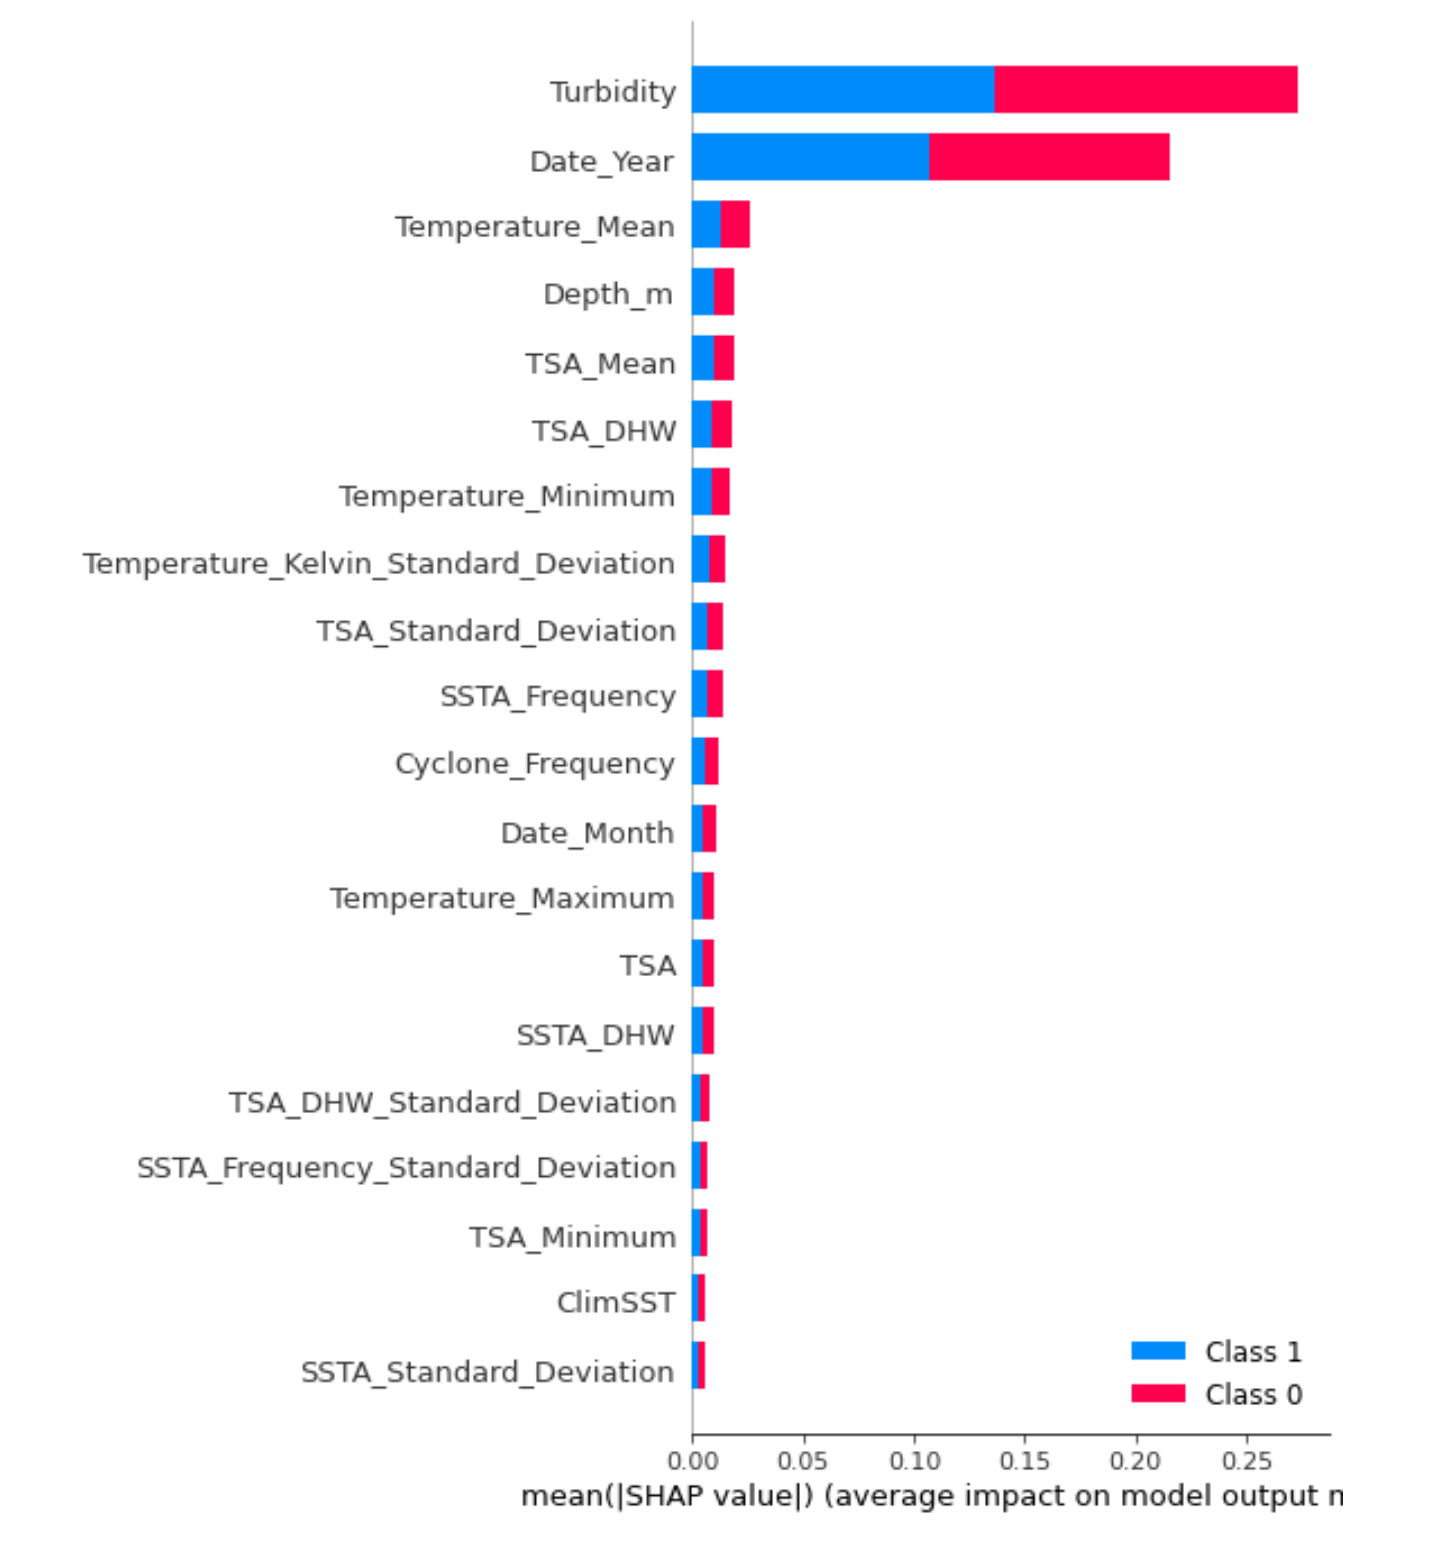 Turbidity
Date_Year
Temperature_Mean
Depth_m
TSA_Mean
TSA_DHW
Temperature_Minimum
Temperature_Kelvin_Standard_Deviation
TSA_Standard_Deviation
SSTA_Frequency
Cyclone_Frequency
Date_Month
Temperature_Maximum
TSA
SSTA_DHW
TSA_DHW_Standard_Deviation
SSTA_Frequency_Standard_Deviation
TSA_Minimum
ClimSST
SSTA_Standard_Deviation
Class 1
Class 0
0.00 0.05 0.10 0.15 0.20 0.25
mean(|SHAP value|) (average impact on model output